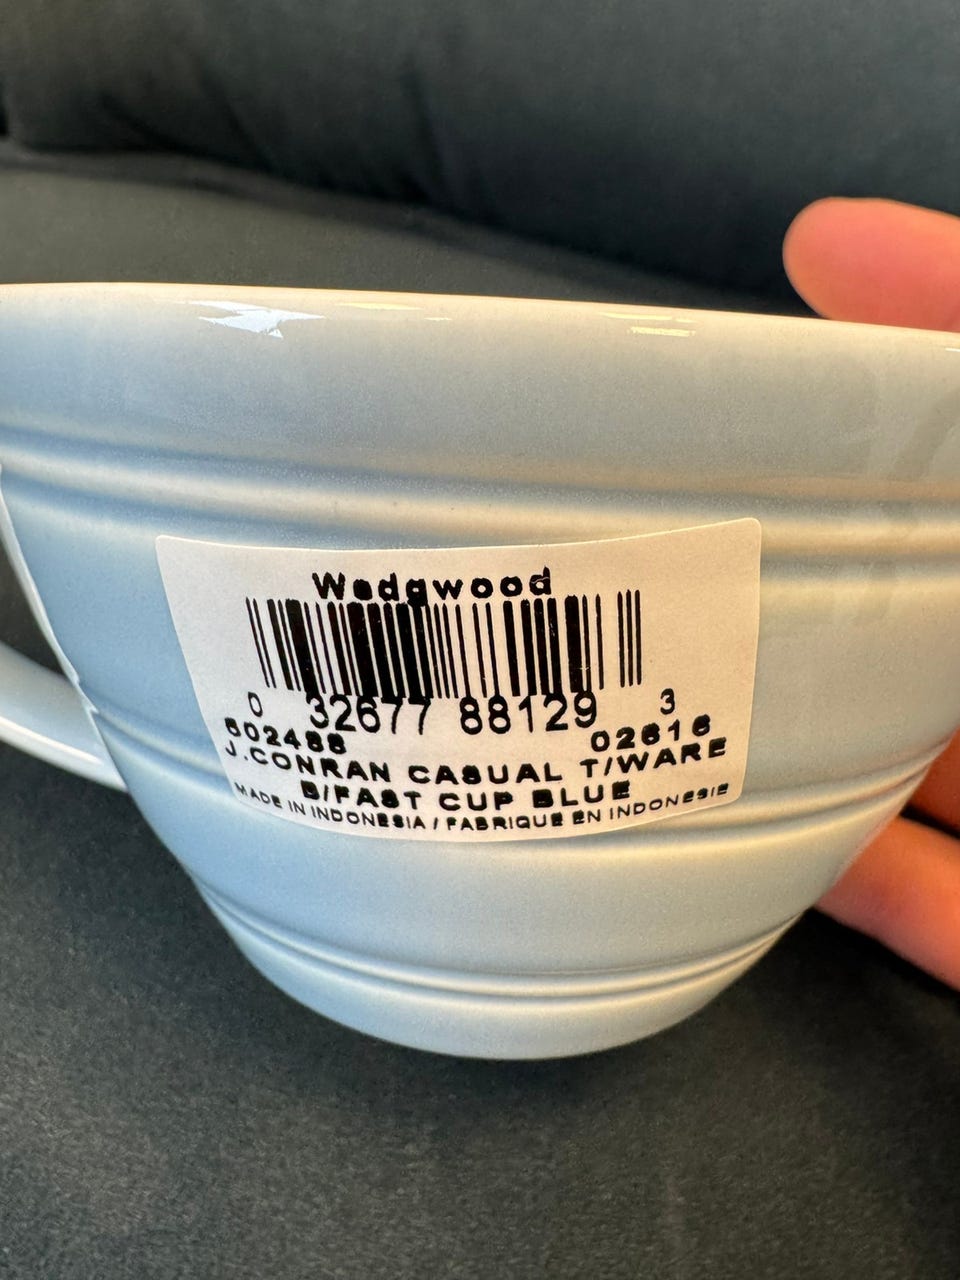 Wedgwood
0 32677 88129 3
602488 02616
J.CONRAN CASUAL T/WARE
B/FAST CUP BLUE
MADE IN INDONESIA / FABRIQUE EN INDONESIE